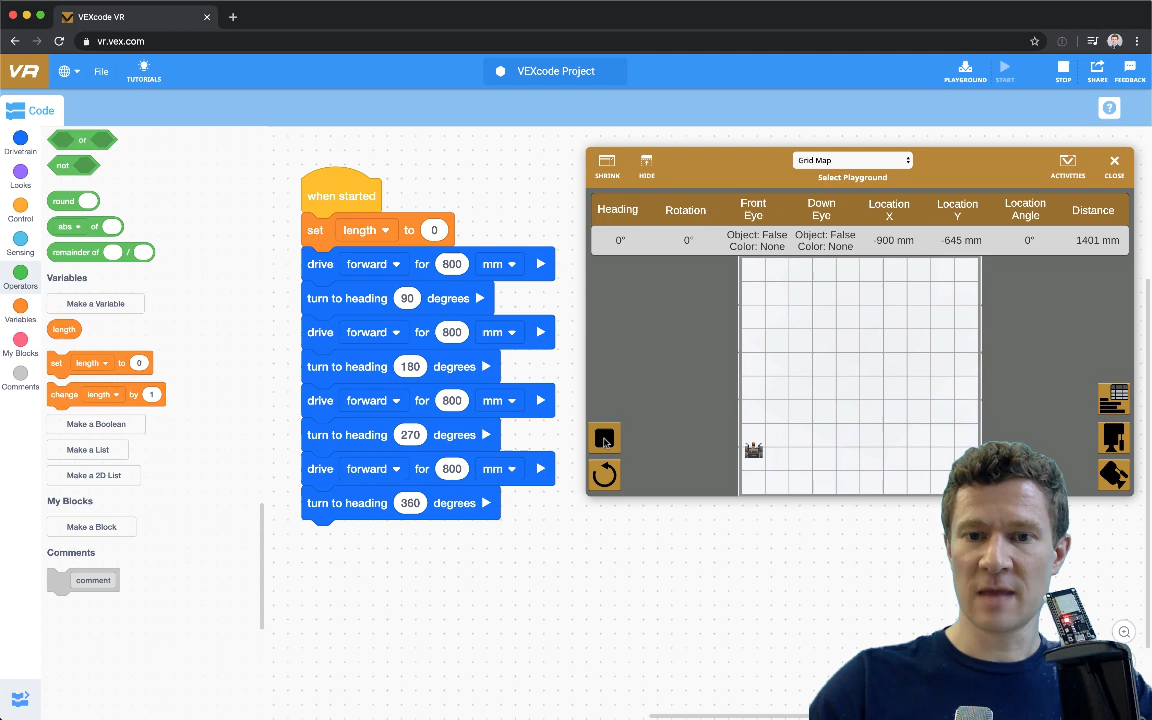 VEXcode VR
vr.vex.com
VR
File
TUTORIALS
VEXcode Project
PLAYGROUND
START
STOP
SHARE
FEEDBACK
Code
?
Drivetrain
Looks
Control
Sensing
Operators
Variables
My Blocks
Comments
or
not
round
abs of
remainder of /
Variables
Make a Variable
length
set length to 0
change length by 1
Make a Boolean
Make a List
Make a 2D List
My Blocks
Make a Block
Comments
comment
when started
set length to 0
drive forward for 800 mm
turn to heading 90 degrees
drive forward for 800 mm
turn to heading 180 degrees
drive forward for 800 mm
turn to heading 270 degrees
drive forward for 800 mm
turn to heading 360 degrees
SHRINK
HIDE
Grid Map
Select Playground
ACTIVITIES
CLOSE
Heading Rotation Front Eye Down Eye Location X Location Y Location Angle Distance
0° 0° Object: False Color: None Object: False Color: None -900 mm -645 mm 0° 1401 mm